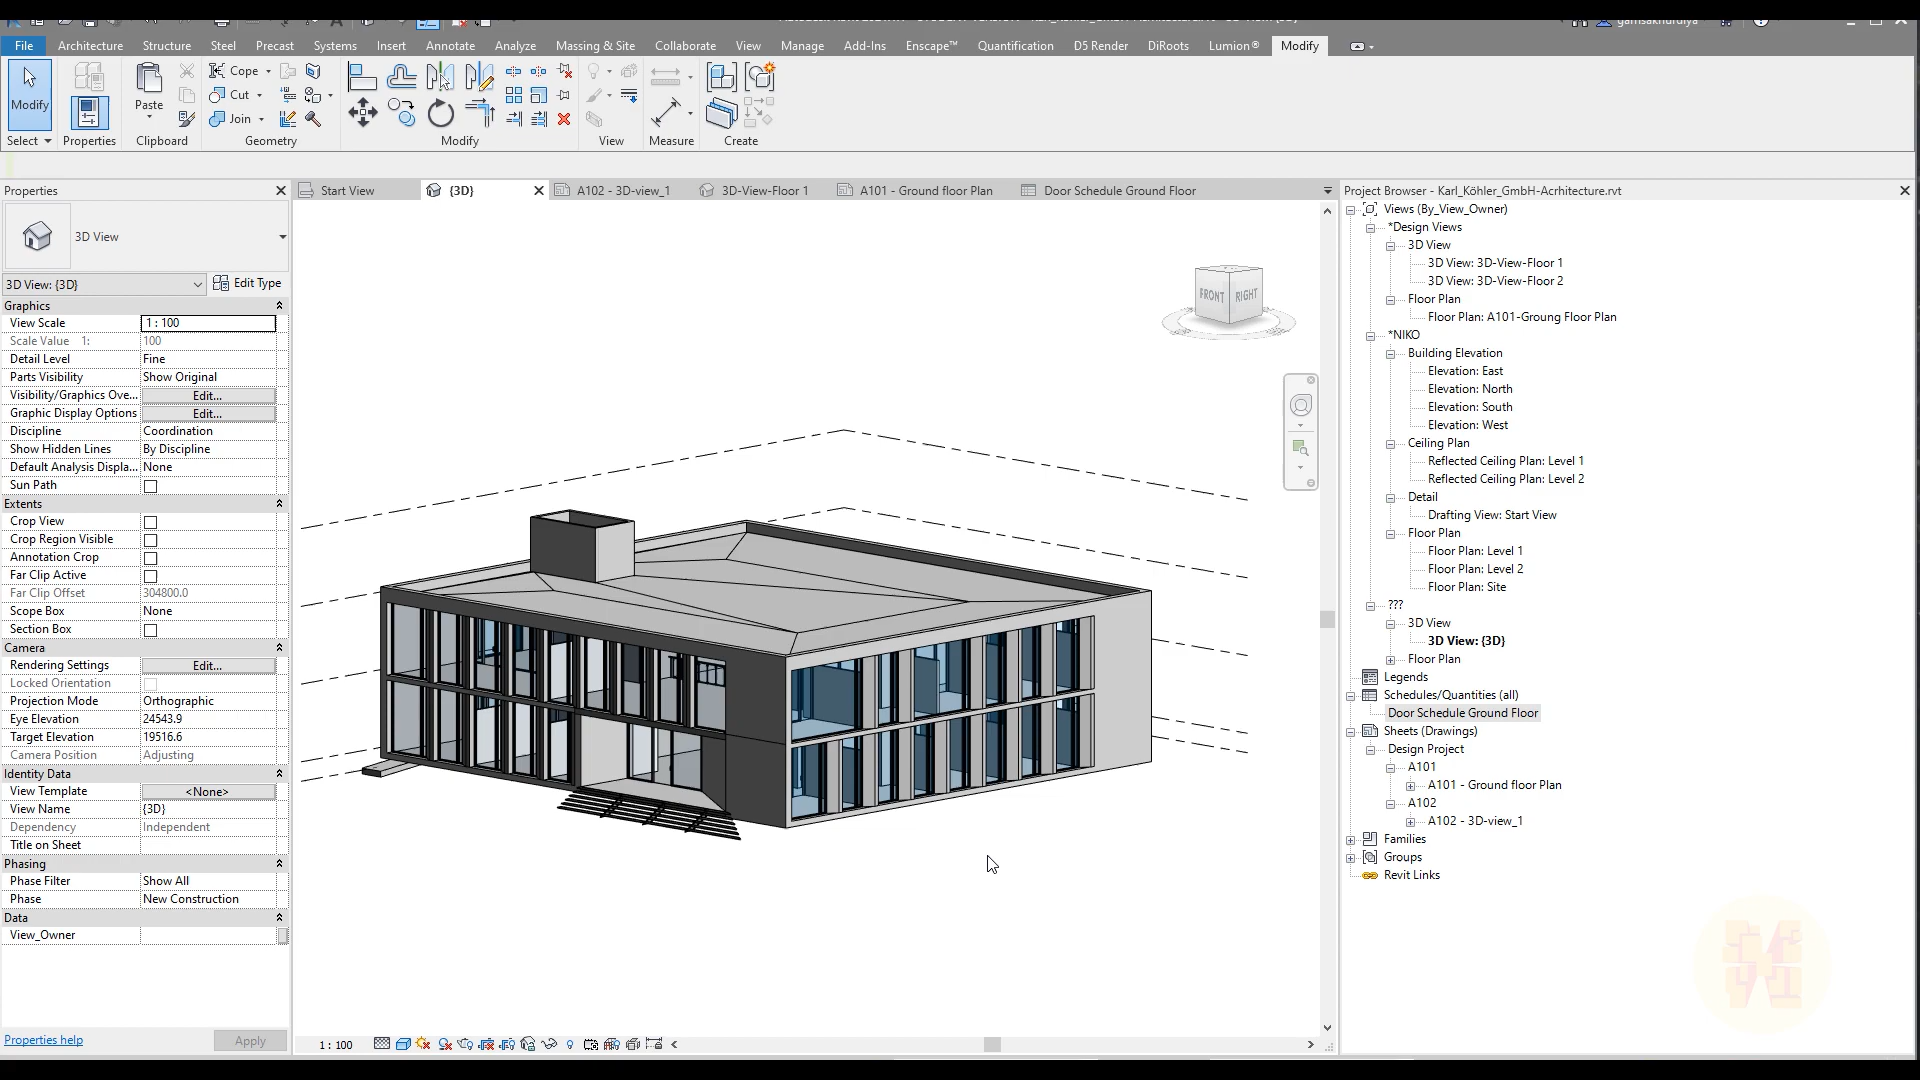 File Architecture Structure Steel Precast Systems Insert Annotate Analyze Massing & Site Collaborate View Manage Add-Ins Enscape™ Quantification D5 Render DiRoots Lumion® Modify
Modify
Properties
Paste
Cope
Cut
Join
Select Properties Clipboard Geometry Modify View Measure Create
Properties
Start View
{3D}
A102 - 3D-view_1
3D-View-Floor 1
A101 - Ground floor Plan
Door Schedule Ground Floor
3D View
3D View: {3D}
Edit Type
Graphics
View Scale 1 : 100
Scale Value 1: 100
Detail Level Fine
Parts Visibility Show Original
Visibility/Graphics Ove... Edit...
Graphic Display Options Edit...
Discipline Coordination
Show Hidden Lines By Discipline
Default Analysis Displa... None
Sun Path
Extents
Crop View
Crop Region Visible
Annotation Crop
Far Clip Active
Far Clip Offset 304800.0
Scope Box None
Section Box
Camera
Rendering Settings Edit...
Locked Orientation
Projection Mode Orthographic
Eye Elevation 24543.9
Target Elevation 19516.6
Camera Position Adjusting
Identity Data
View Template <None>
View Name {3D}
Dependency Independent
Title on Sheet
Phasing
Phase Filter Show All
Phase New Construction
Data
View_Owner
Properties help
Apply
FRONT RIGHT
1 : 100
Project Browser - Karl_Köhler_GmbH-Acrhitecture.rvt
Views (By_View_Owner)
*Design Views
3D View
3D View: 3D-View-Floor 1
3D View: 3D-View-Floor 2
Floor Plan
Floor Plan: A101-Groung Floor Plan
*NIKO
Building Elevation
Elevation: East
Elevation: North
Elevation: South
Elevation: West
Ceiling Plan
Reflected Ceiling Plan: Level 1
Reflected Ceiling Plan: Level 2
Detail
Drafting View: Start View
Floor Plan
Floor Plan: Level 1
Floor Plan: Level 2
Floor Plan: Site
???
3D View
3D View: {3D}
Floor Plan
Legends
Schedules/Quantities (all)
Door Schedule Ground Floor
Sheets (Drawings)
Design Project
A101
A101 - Ground floor Plan
A102
A102 - 3D-view_1
Families
Groups
Revit Links